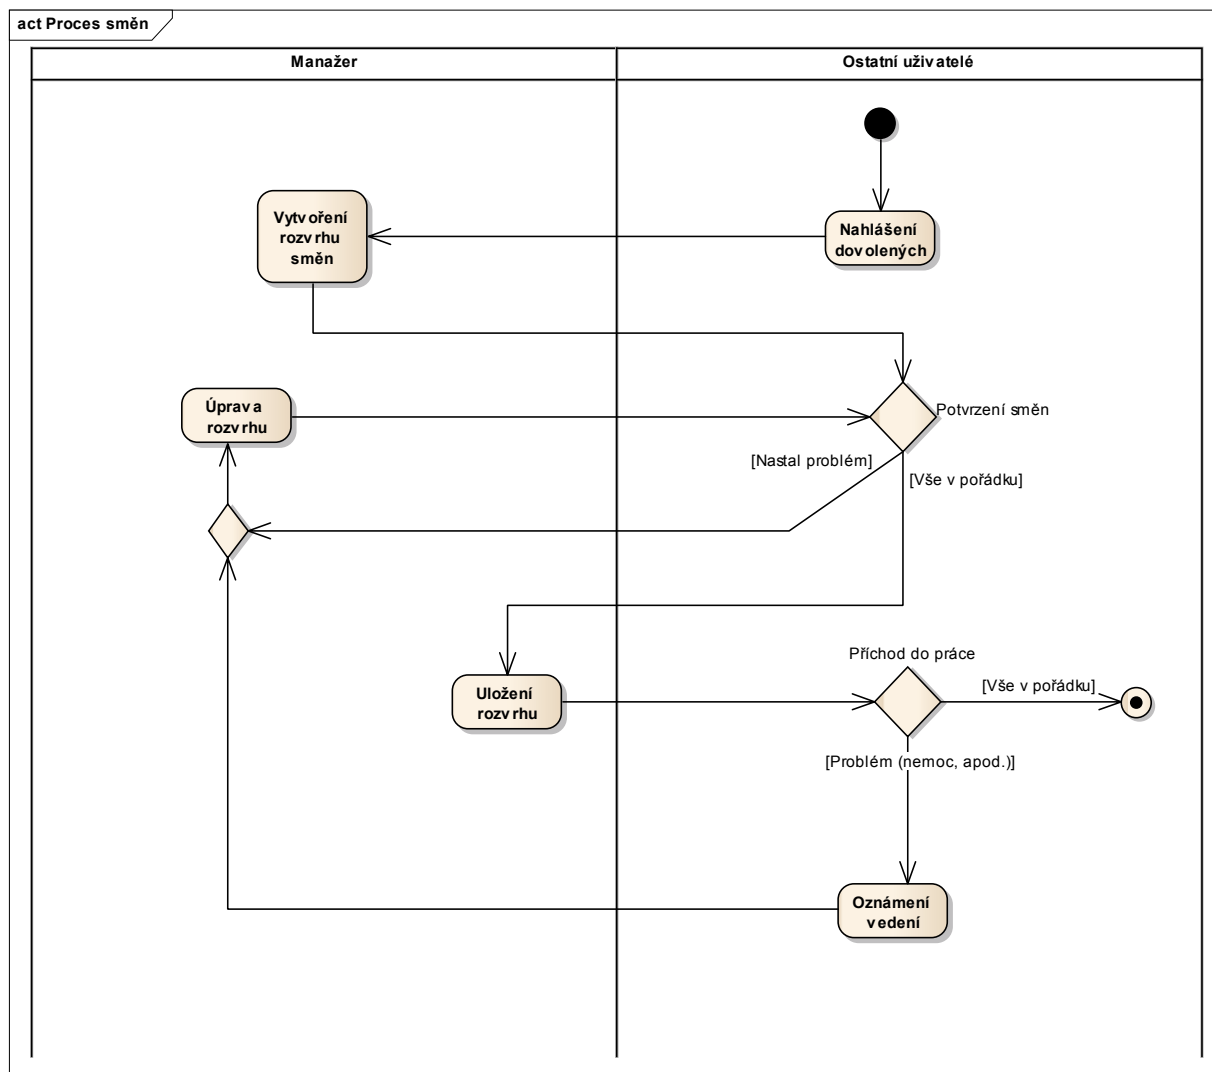 act Proces směn
Manažer
Ostatní uživatelé
Vytvoření
rozvrhu
směn
Nahlášení
dovolených
Úprava
rozvrhu
Potvrzení směn
[Nastal problém]
[Vše v pořádku]
Příchod do práce
Uložení
rozvrhu
[Vše v pořádku]
[Problém (nemoc, apod.)]
Oznámení
vedení